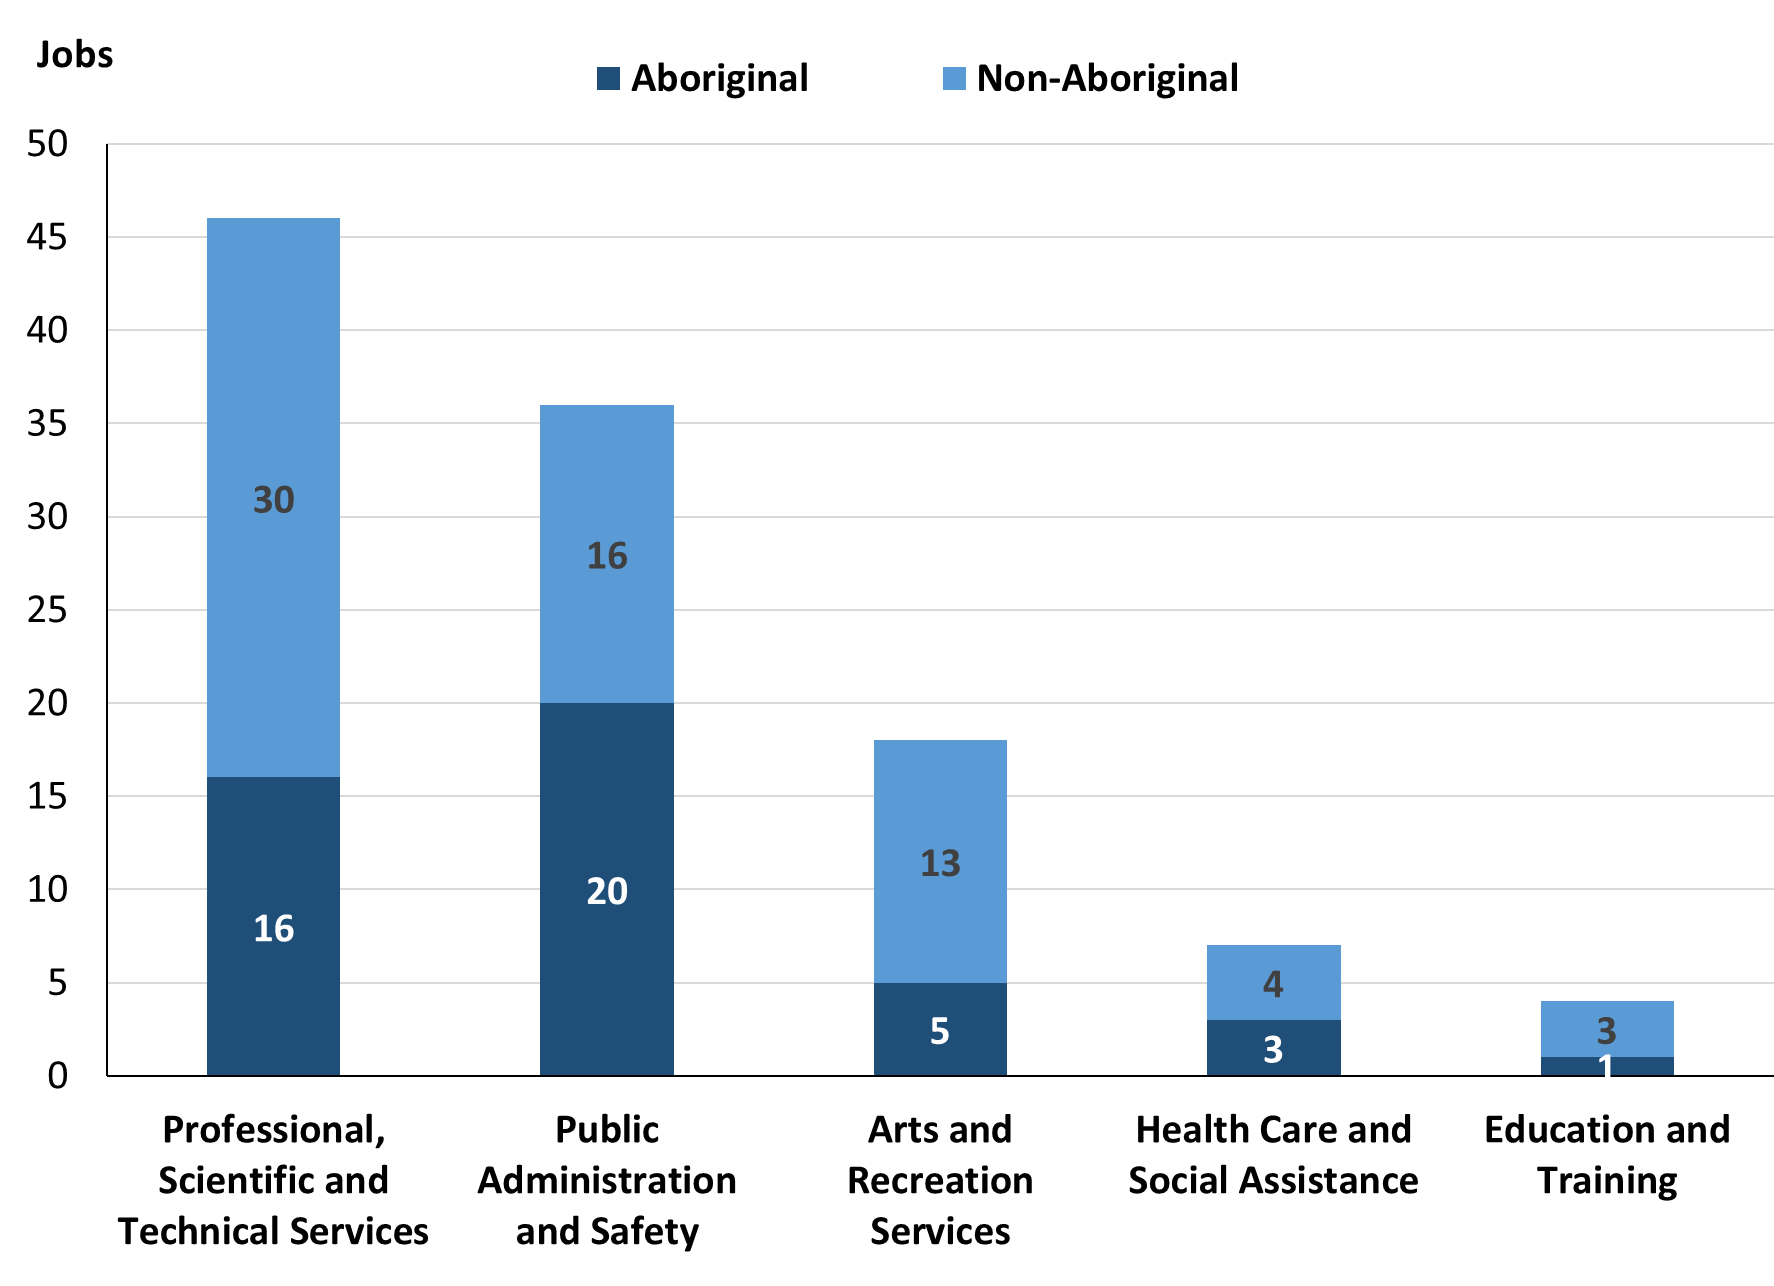 Jobs
Aboriginal
Non-Aboriginal
50
45
40
35
30
25
20
15
10
5
0
30
16
16
20
13
5
4
3
3
1
Professional,
Scientific and
Technical Services
Public
Administration
and Safety
Arts and
Recreation
Services
Health Care and
Social Assistance
Education and
Training